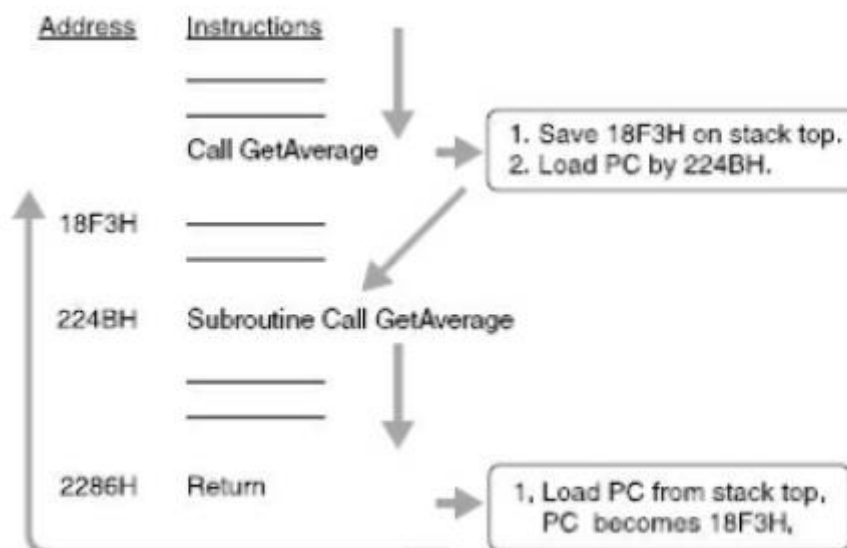 Address Instructions
Call GetAverage
1. Save 18F3H on stack top.
2. Load PC by 224BH.
18F3H
224BH Subroutine Call GetAverage
2286H Return
1, Load PC from stack top,
PC becomes 18F3H,